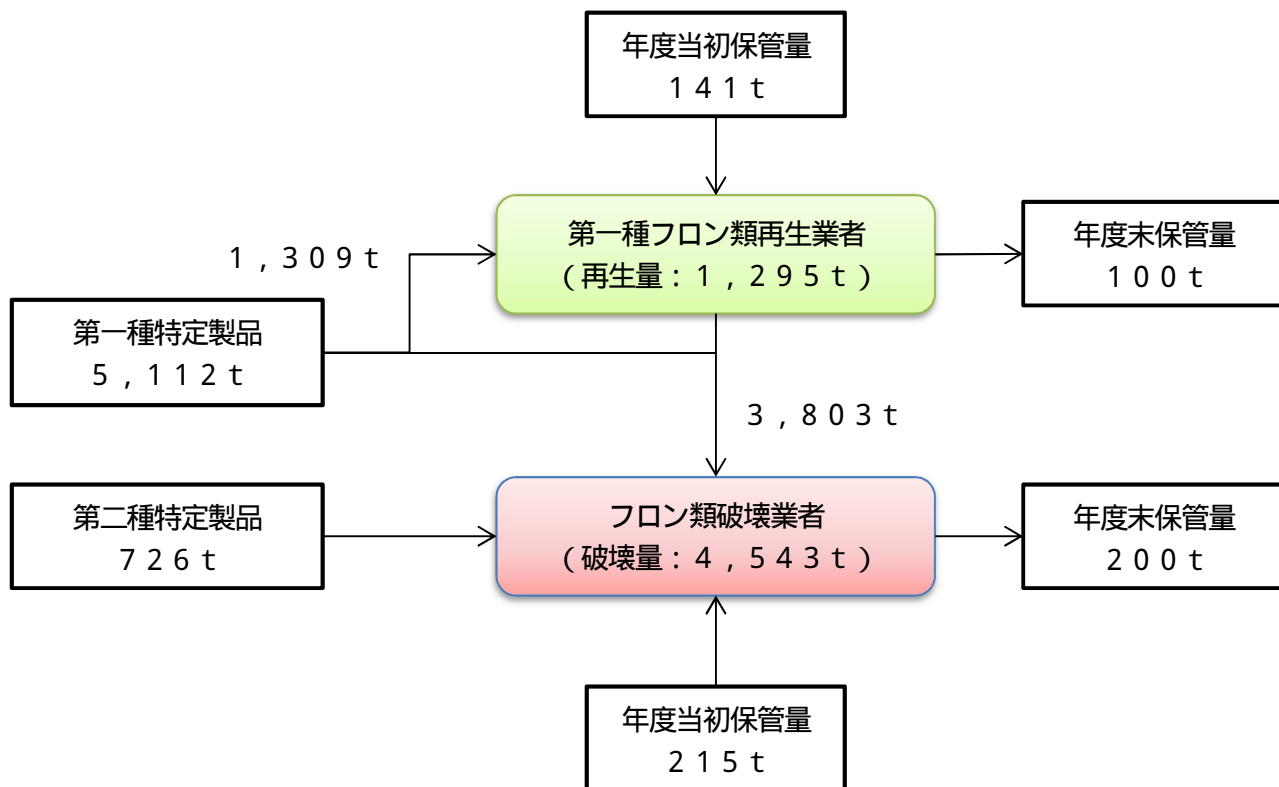 年度当初保管量
１４１ｔ
第一種フロン類再生業者
（再生量：１，２９５ｔ）
年度末保管量
１００ｔ
１，３０９ｔ
第一種特定製品
５，１１２ｔ
３，８０３ｔ
第二種特定製品
７２６ｔ
フロン類破壊業者
（破壊量：４，５４３ｔ）
年度末保管量
２００ｔ
年度当初保管量
２１５ｔ